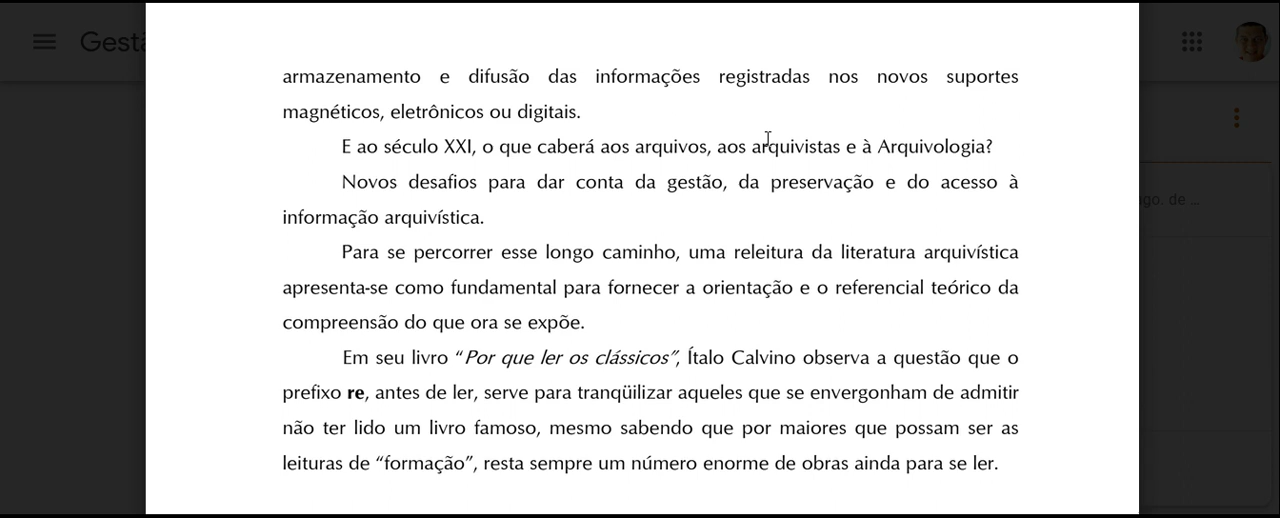 Gestã
armazenamento e difusão das informações registradas nos novos suportes
magnéticos, eletrônicos ou digitais.
E ao século XXI, o que caberá aos arquivos, aos arquivistas e à Arquivologia?
Novos desafios para dar conta da gestão, da preservação e do acesso à
informação arquivística.
Para se percorrer esse longo caminho, uma releitura da literatura arquivística
apresenta-se como fundamental para fornecer a orientação e o referencial teórico da
compreensão do que ora se expõe.
Em seu livro “Por que ler os clássicos”, Ítalo Calvino observa a questão que o
prefixo re, antes de ler, serve para tranqüilizar aqueles que se envergonham de admitir
não ter lido um livro famoso, mesmo sabendo que por maiores que possam ser as
leituras de “formação”, resta sempre um número enorme de obras ainda para se ler.
go. de ...